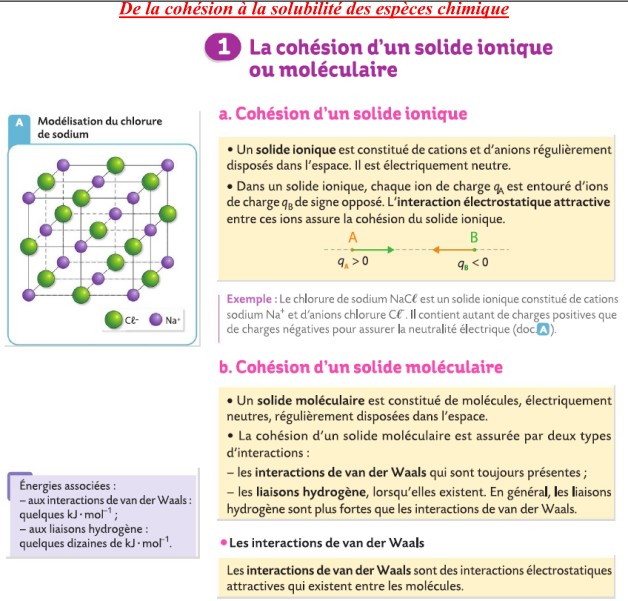 De la cohésion à la solubilité des espèces chimique
1 La cohésion d'un solide ionique
ou moléculaire
A Modélisation du chlorure
de sodium
Cℓ- Na+
a. Cohésion d'un solide ionique
• Un solide ionique est constitué de cations et d'anions régulièrement
disposés dans l'espace. Il est électriquement neutre.
• Dans un solide ionique, chaque ion de charge qA est entouré d'ions
de charge qB de signe opposé. L'interaction électrostatique attractive
entre ces ions assure la cohésion du solide ionique.
A B
qA > 0 qB < 0
Exemple : Le chlorure de sodium NaCℓ est un solide ionique constitué de cations
sodium Na+ et d'anions chlorure Cℓ-. Il contient autant de charges positives que
de charges négatives pour assurer la neutralité électrique (doc. A).
b. Cohésion d'un solide moléculaire
• Un solide moléculaire est constitué de molécules, électriquement
neutres, régulièrement disposées dans l'espace.
• La cohésion d'un solide moléculaire est assurée par deux types
d'interactions :
– les interactions de van der Waals qui sont toujours présentes ;
– les liaisons hydrogène, lorsqu'elles existent. En général, les liaisons
hydrogène sont plus fortes que les interactions de van der Waals.
Énergies associées :
– aux interactions de van der Waals :
quelques kJ · mol-1 ;
– aux liaisons hydrogène :
quelques dizaines de kJ · mol-1.
• Les interactions de van der Waals
Les interactions de van der Waals sont des interactions électrostatiques
attractives qui existent entre les molécules.